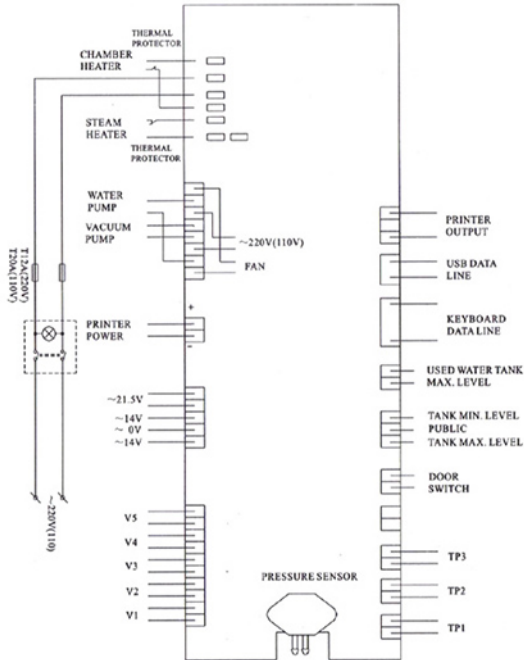 THERMAL
PROTECTOR
CHAMBER
HEATER
STEAM
HEATER
THERMAL
PROTECTOR
WATER
PUMP
VACUUM
PUMP
~220V(110V)
FAN
T12A(220V)
T20A(110V)
+
PRINTER
POWER
−
~21.5V
~14V
~ 0V
~14V
~220V(110)
V5
V4
V3
V2
V1
PRESSURE SENSOR
PRINTER
OUTPUT
USB DATA
LINE
KEYBOARD
DATA LINE
USED WATER TANK
MAX. LEVEL
TANK MIN. LEVEL
PUBLIC
TANK MAX. LEVEL
DOOR
SWITCH
TP3
TP2
TP1